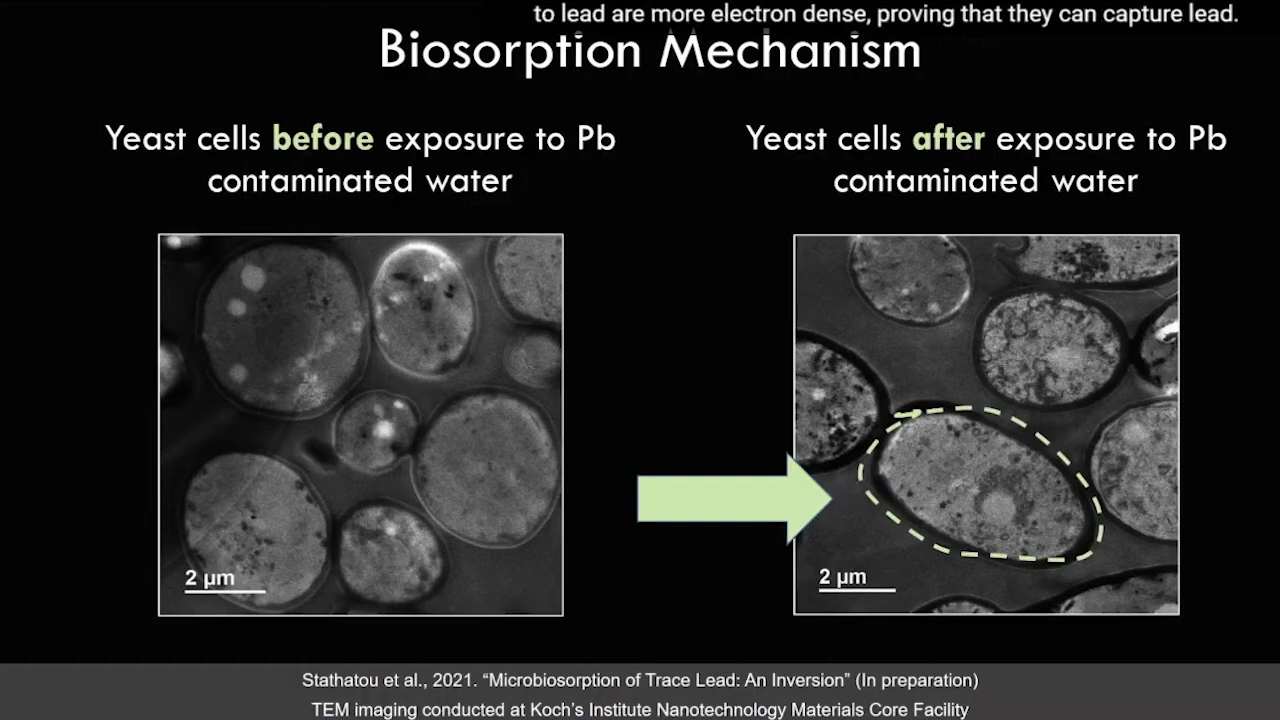 to lead are more electron dense, proving that they can capture lead.
Biosorption Mechanism
Yeast cells before exposure to Pb
contaminated water
Yeast cells after exposure to Pb
contaminated water
2 µm
2 µm
Stathatou et al., 2021. “Microbiosorption of Trace Lead: An Inversion” (In preparation)
TEM imaging conducted at Koch’s Institute Nanotechnology Materials Core Facility